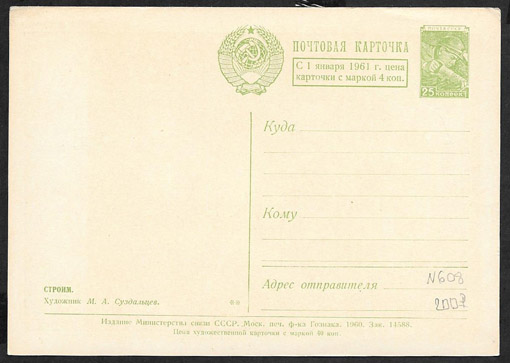 ПОЧТОВАЯ КАРТОЧКА
С 1 января 1961 г. цена
карточки с маркой 4 коп.
25 КОПЕЕК
Куда
Кому
Адрес отправителя
N608
200 р
СТРОИМ.
Художник М. А. Суздальцев.
Издание Министерства связи СССР. Моск. печ. ф-ка Гознака. 1960. Зак. 14588.
Цена художественной карточки с маркой 40 коп.